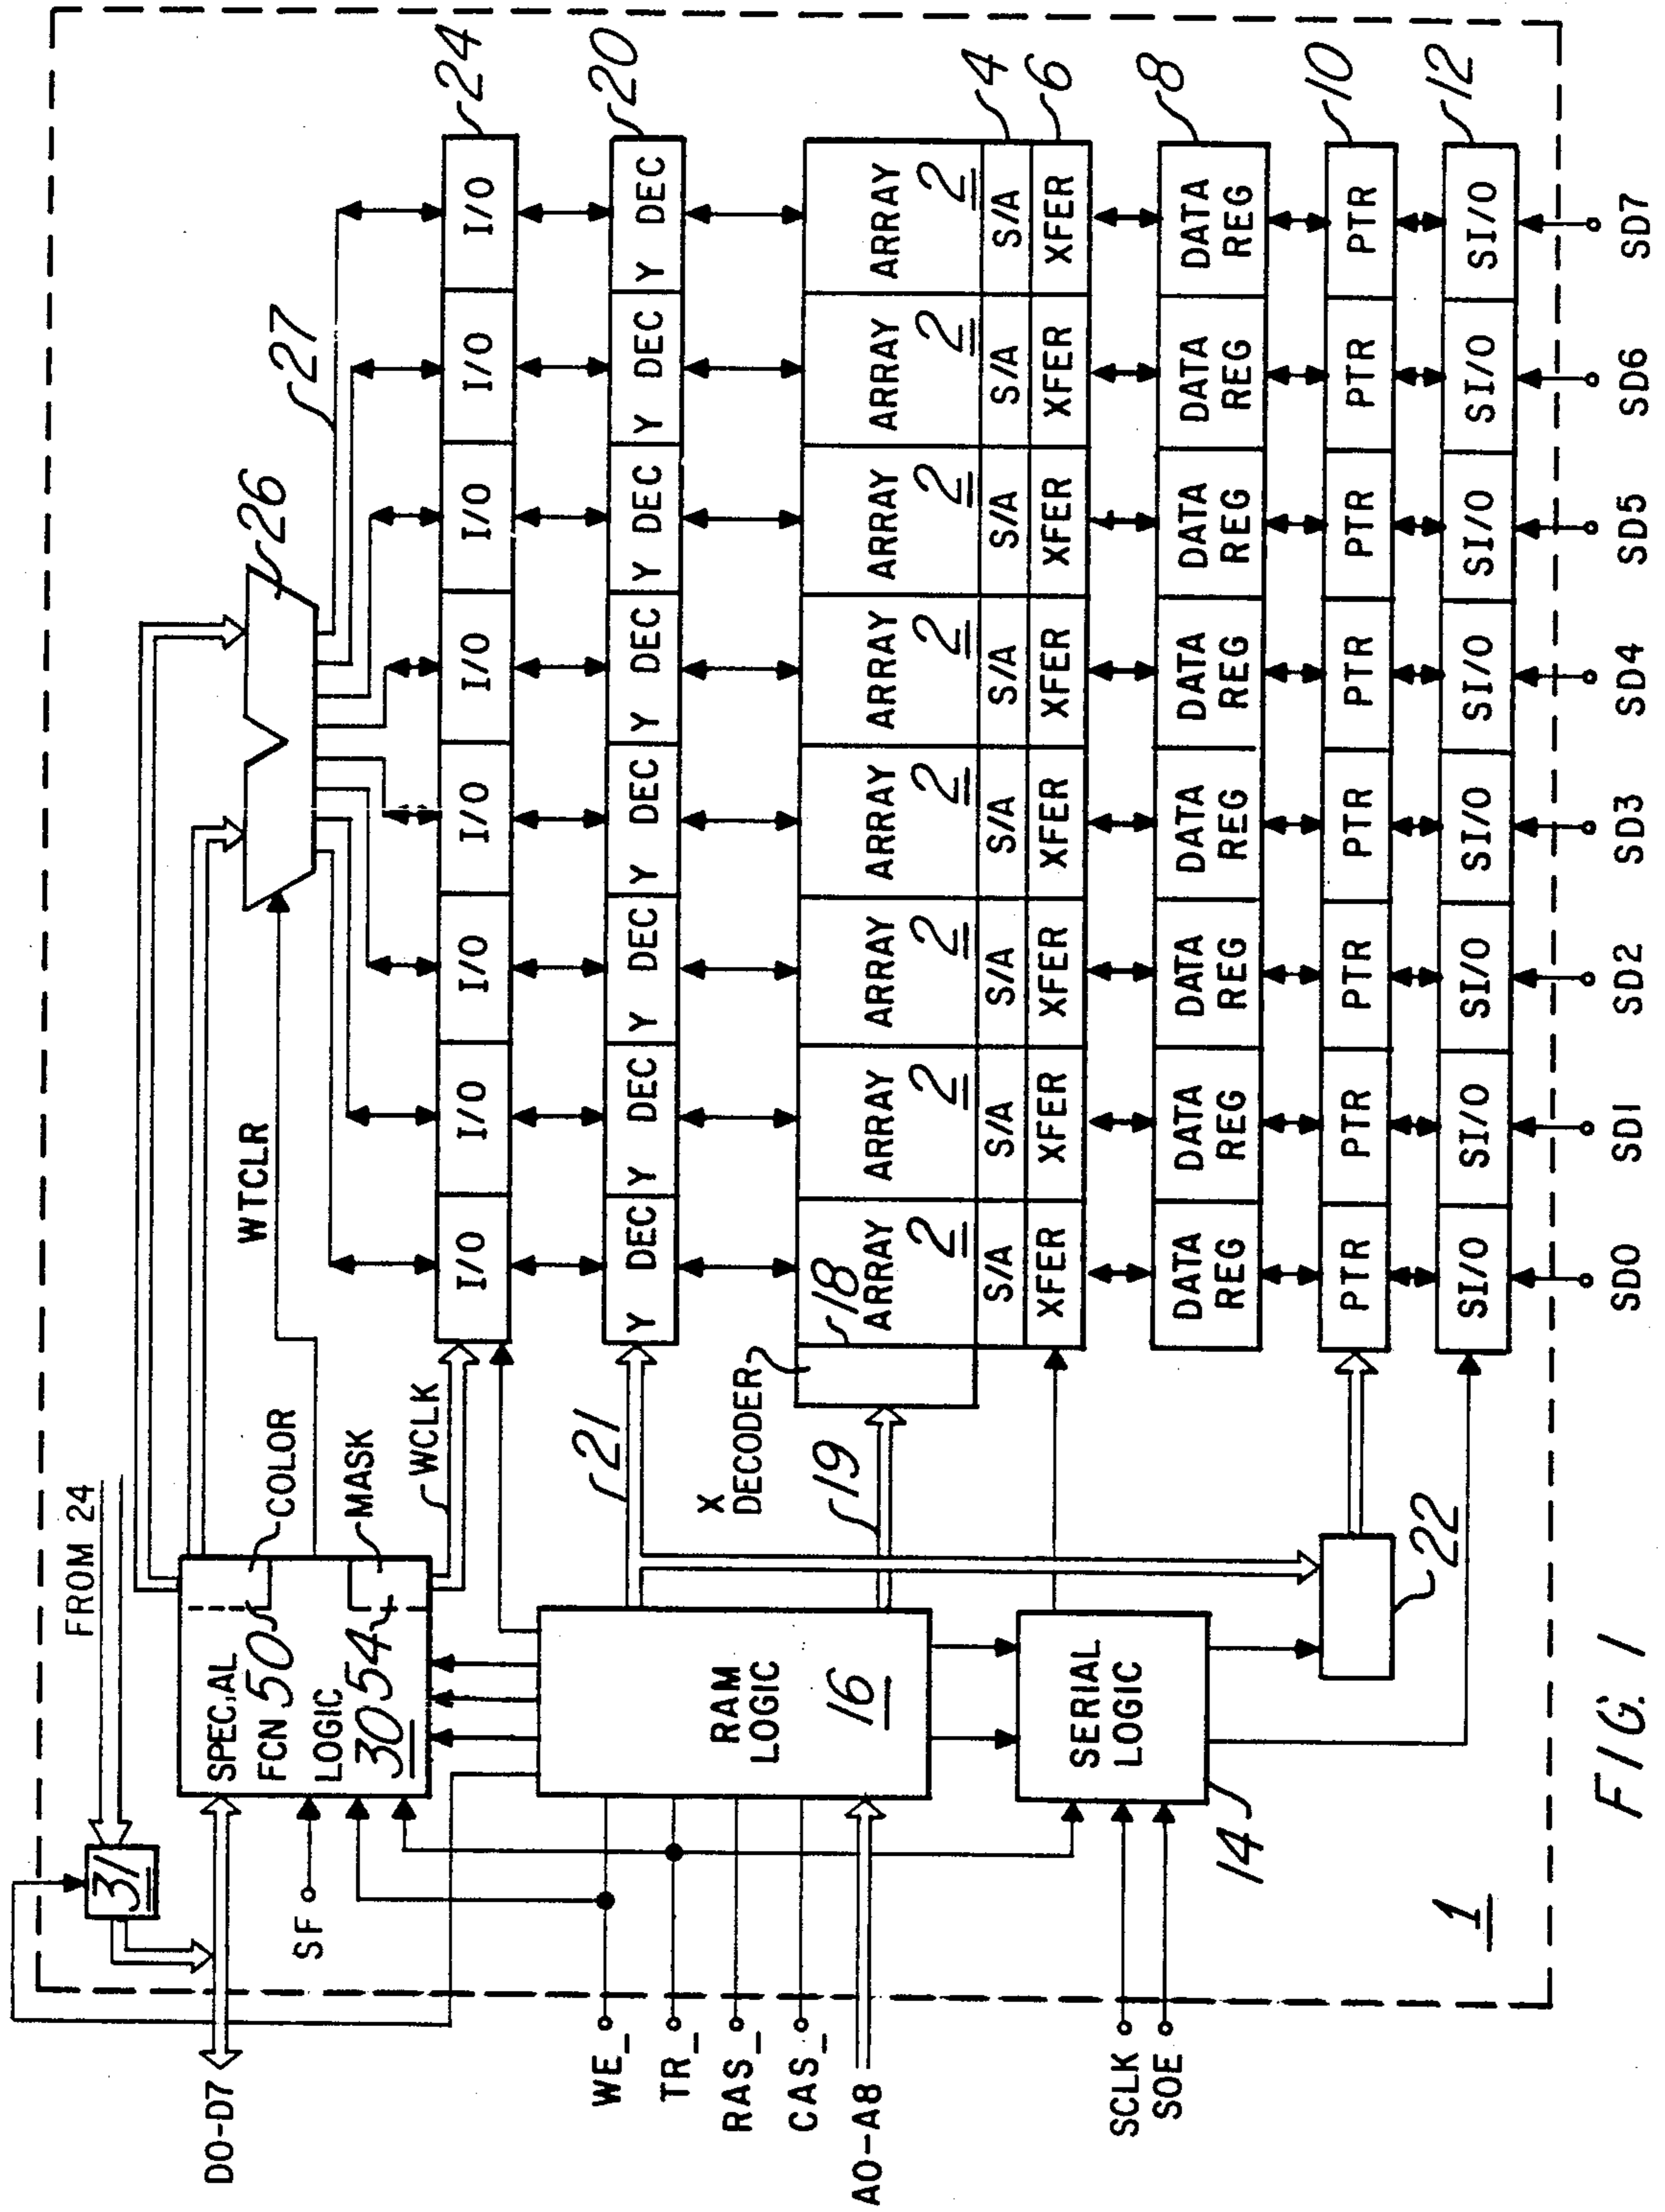 FROM 24
31
D0-D7
SPECIAL
FCN 50
LOGIC
30 54
COLOR
MASK
SF
WTCLR
26
27
WCLK
I/O I/O I/O I/O I/O I/O I/O I/O
24
21
Y DEC Y DEC Y DEC Y DEC Y DEC Y DEC Y DEC Y DEC
20
WE_
TR_
RAS_
CAS_
A0-A8
RAM
LOGIC
16
X
DECODER
18
19
ARRAY ARRAY ARRAY ARRAY ARRAY ARRAY ARRAY ARRAY
2 2 2 2 2 2 2 2
S/A S/A S/A S/A S/A S/A S/A S/A
4
XFER XFER XFER XFER XFER XFER XFER XFER
6
SCLK
SOE
SERIAL
LOGIC
14
DATA DATA DATA DATA DATA DATA DATA DATA
REG REG REG REG REG REG REG REG
8
22
PTR PTR PTR PTR PTR PTR PTR PTR
10
SI/O SI/O SI/O SI/O SI/O SI/O SI/O SI/O
12
1
SD0 SD1 SD2 SD3 SD4 SD5 SD6 SD7
FIG. 1